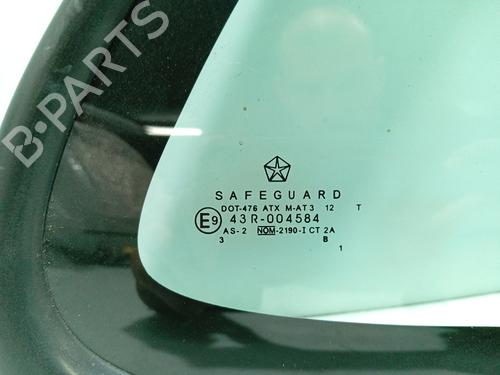 B-PARTS
SAFEGUARD
DOT-476 ATX M-AT3 12 T
E9 43R-004584
AS-2 NOM-2190-I CT 2A
3 B 1